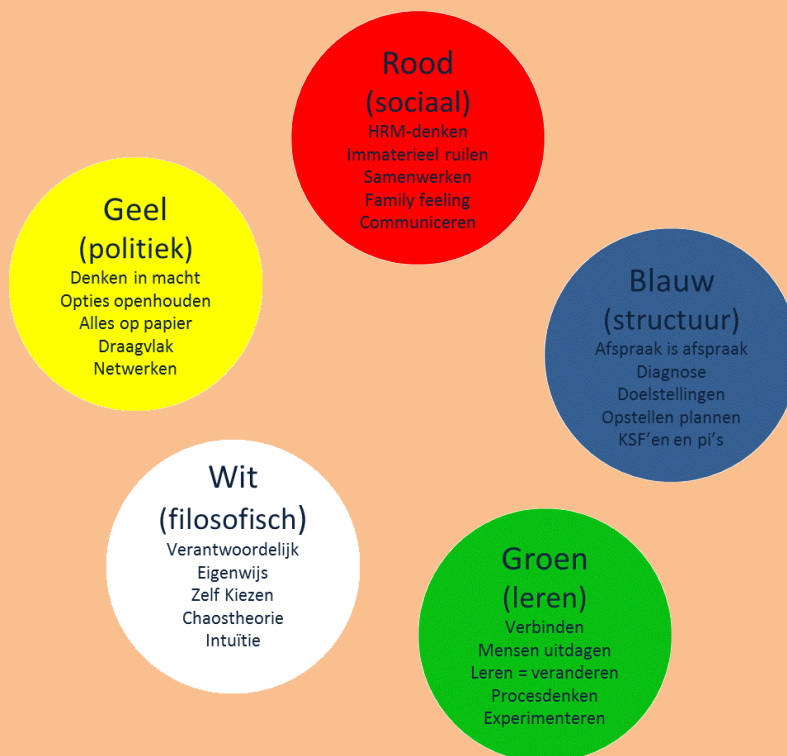 Rood
(sociaal)
HRM-denken
Immaterieel ruilen
Samenwerken
Family feeling
Communiceren
Geel
(politiek)
Denken in macht
Opties openhouden
Alles op papier
Draagvlak
Netwerken
Blauw
(structuur)
Afspraak is afspraak
Diagnose
Doelstellingen
Opstellen plannen
KSF'en en pi's
Wit
(filosofisch)
Verantwoordelijk
Eigenwijs
Zelf Kiezen
Chaostheorie
Intuïtie
Groen
(leren)
Verbinden
Mensen uitdagen
Leren = veranderen
Procesdenken
Experimenteren